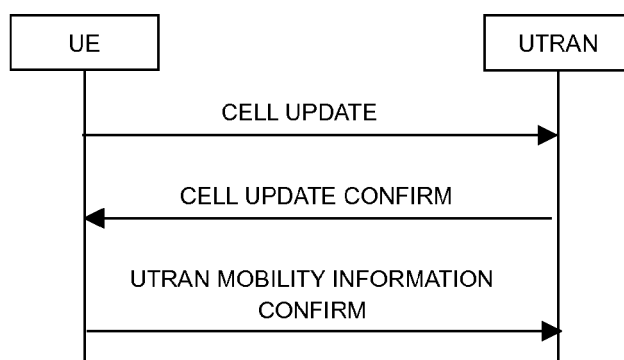 UE
UTRAN
CELL UPDATE
CELL UPDATE CONFIRM
UTRAN MOBILITY INFORMATION
CONFIRM